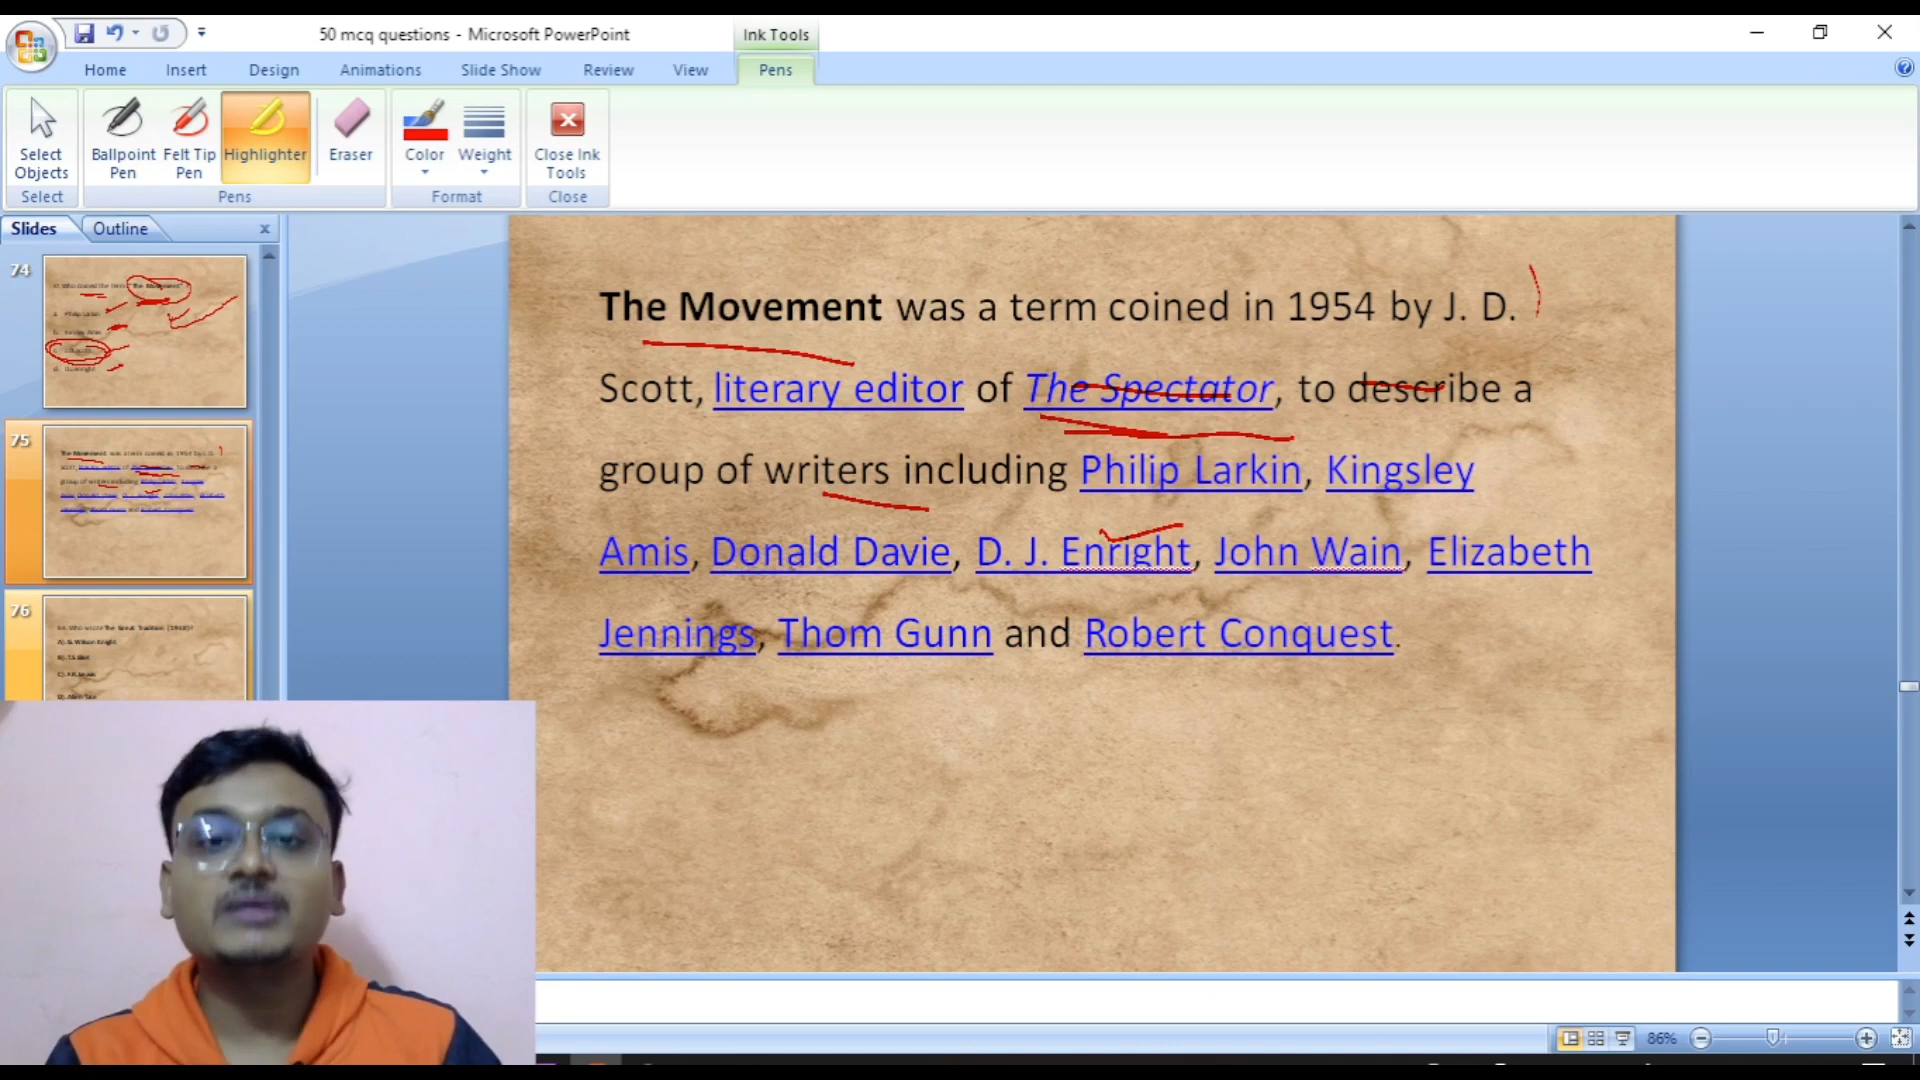 50 mcq questions - Microsoft PowerPoint
Ink Tools
Home Insert Design Animations Slide Show Review View Pens
Select Objects
Ballpoint Pen
Felt Tip Pen
Highlighter
Eraser
Color
Weight
Close Ink Tools
Select Pens Format Close
Slides Outline
74
75
76
The Movement was a term coined in 1954 by J. D.
Scott, literary editor of The Spectator, to describe a
group of writers including Philip Larkin, Kingsley
Amis, Donald Davie, D. J. Enright, John Wain, Elizabeth
Jennings, Thom Gunn and Robert Conquest.
86%